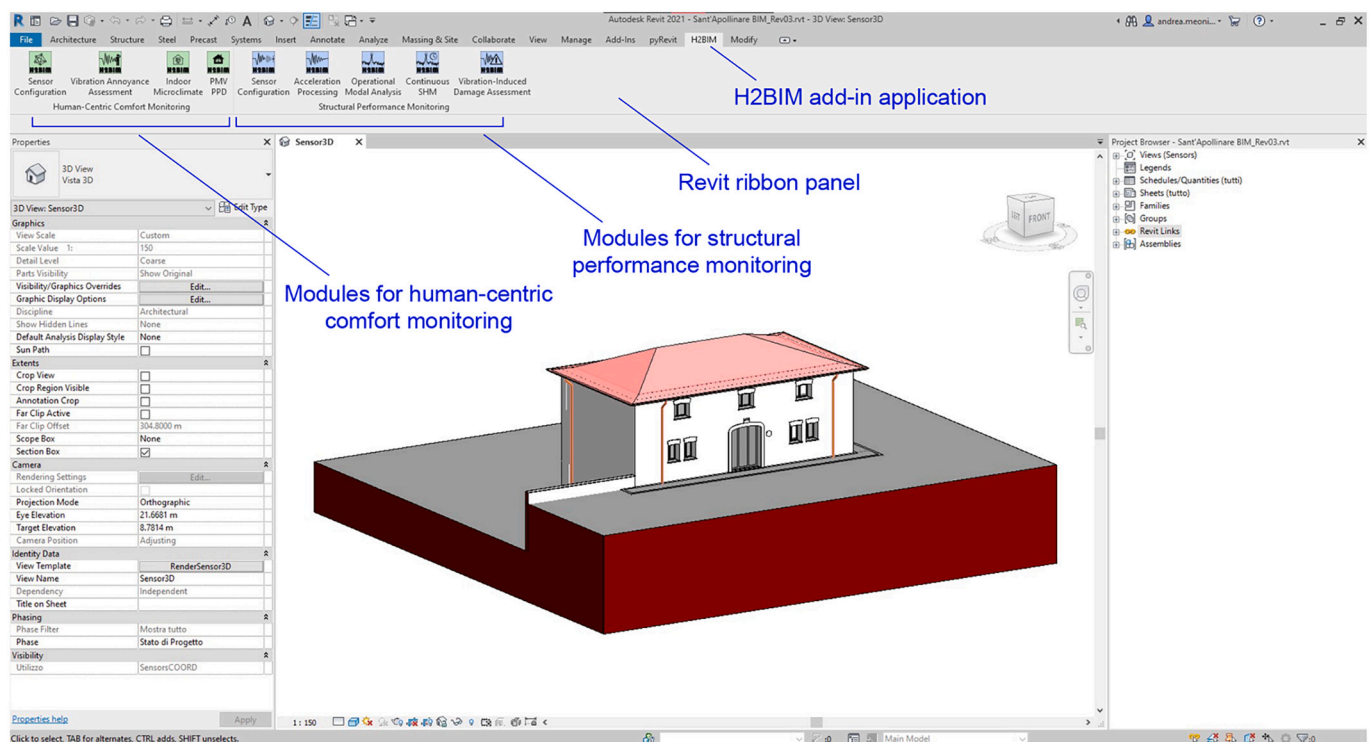 Autodesk Revit 2021 - Sant'Apollinare BIM_Rev03.rvt - 3D View: Sensor3D
andrea.meoni...
File Architecture Structure Steel Precast Systems Insert Annotate Analyze Massing & Site Collaborate View Manage Add-Ins pyRevit H2BIM Modify
H2BIM H2BIM H2BIM H2BIM H2BIM H2BIM H2BIM H2BIM H2BIM
Sensor Vibration Annoyance Indoor PMV Sensor Acceleration Operational Continuous Vibration-Induced
Configuration Assessment Microclimate PPD Configuration Processing Modal Analysis SHM Damage Assessment
Human-Centric Comfort Monitoring Structural Performance Monitoring
H2BIM add-in application
Revit ribbon panel
Modules for structural
performance monitoring
Modules for human-centric
comfort monitoring
Properties
Sensor3D
Project Browser - Sant'Apollinare BIM_Rev03.rvt
3D View
Vista 3D
3D View: Sensor3D
Edit Type
Graphics
View Scale Custom
Scale Value 1: 150
Detail Level Coarse
Parts Visibility Show Original
Visibility/Graphics Overrides Edit...
Graphic Display Options Edit...
Discipline Architectural
Show Hidden Lines None
Default Analysis Display Style None
Sun Path
Extents
Crop View
Crop Region Visible
Annotation Crop
Far Clip Active
Far Clip Offset 304.8000 m
Scope Box None
Section Box
Camera
Rendering Settings Edit...
Locked Orientation
Projection Mode Orthographic
Eye Elevation 21.6681 m
Target Elevation 8.7814 m
Camera Position Adjusting
Identity Data
View Template RenderSensor3D
View Name Sensor3D
Dependency Independent
Title on Sheet
Phasing
Phase Filter Mostra tutto
Phase Stato di Progetto
Visibility
Utilizzo SensorsCOORD
Properties help
Apply
Views (Sensors)
Legends
Schedules/Quantities (tutti)
Sheets (tutto)
Families
Groups
Revit Links
Assemblies
FRONT
1 : 150
Click to select, TAB for alternates, CTRL adds, SHIFT unselects.
:0
Main Model
:0